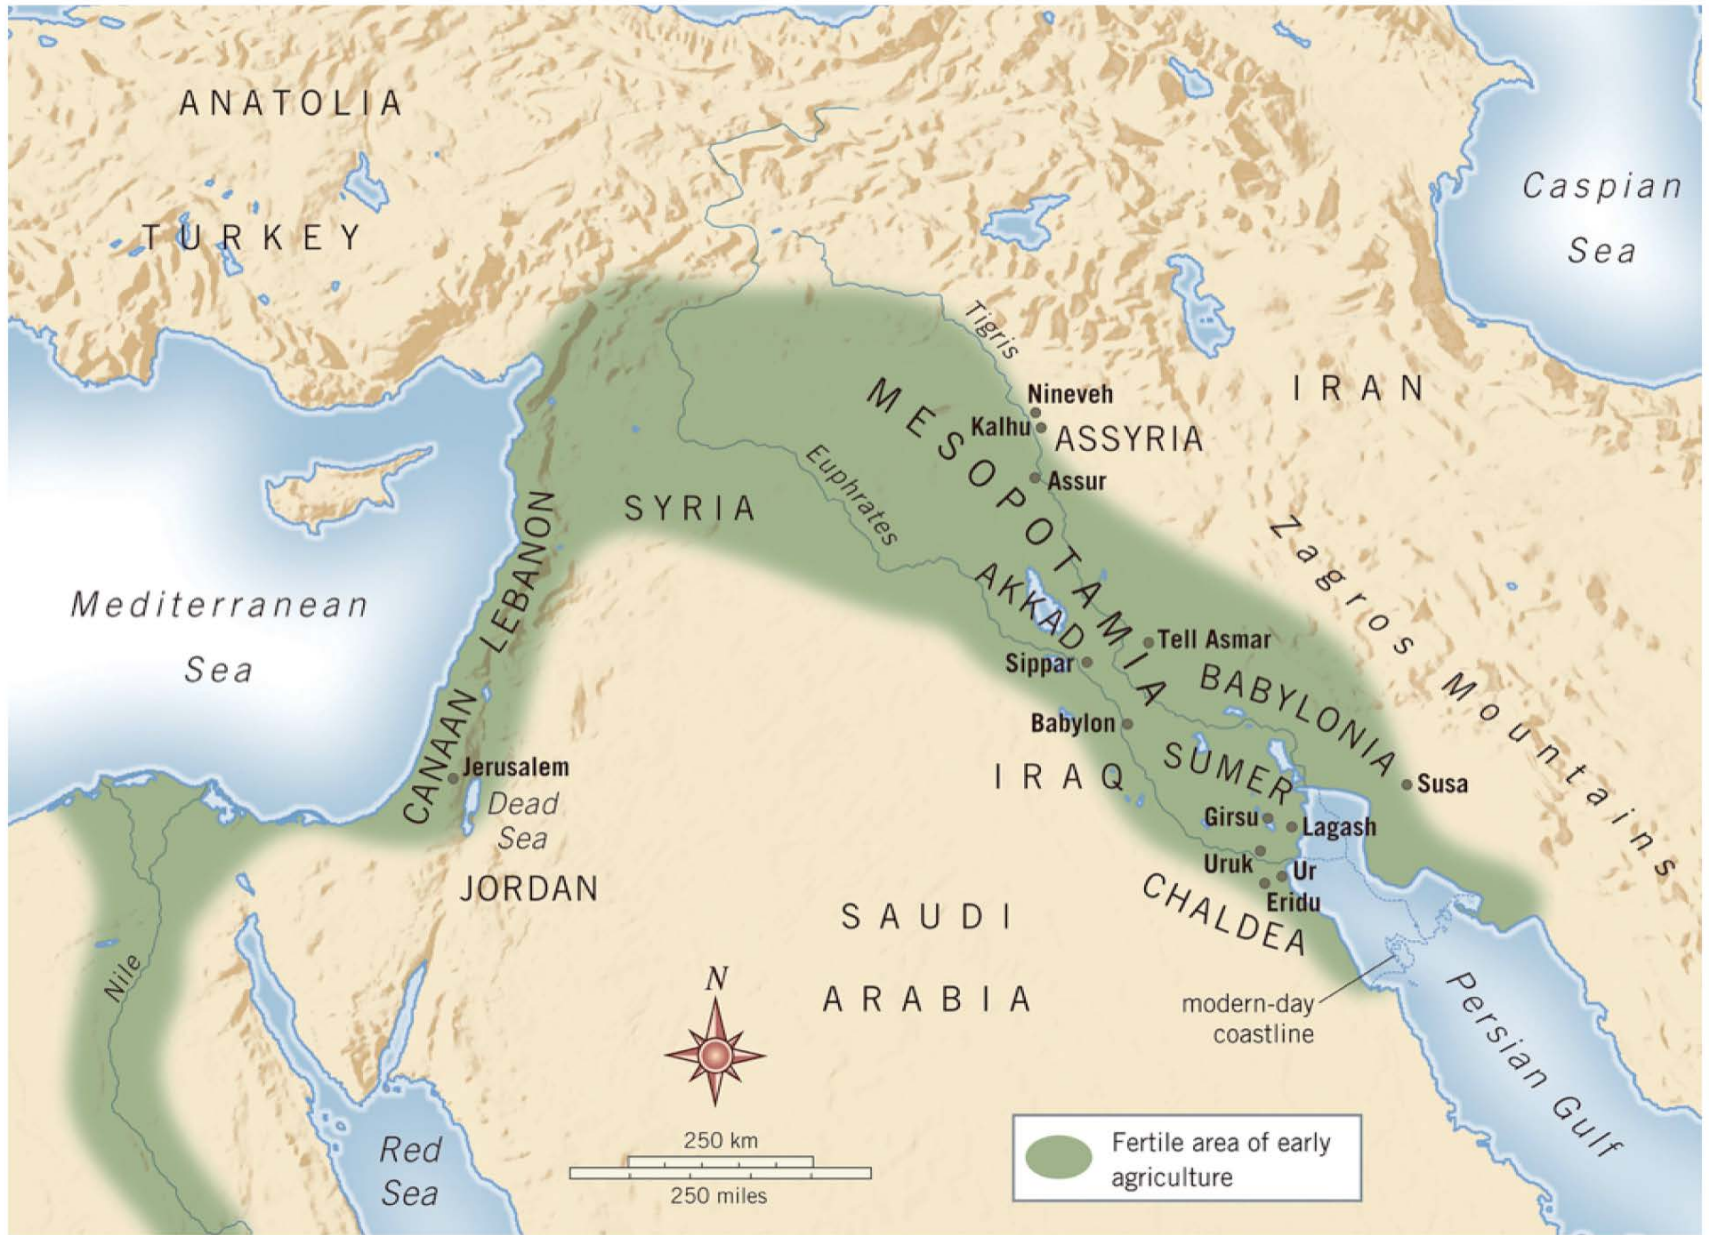 ANATOLIA
TURKEY
Caspian
Sea
Tigris
IRAN
MESOPOTAMIA
Nineveh
Kalhu
ASSYRIA
Assur
Euphrates
SYRIA
LEBANON
Zagros Mountains
Mediterranean
Sea
AKKAD
Tell Asmar
Sippar
BABYLONIA
CANAAN
Babylon
SUMER
Jerusalem
IRAQ
Susa
Dead
Sea
Girsu
Lagash
Uruk
Ur
JORDAN
CHALDEA
Eridu
SAUDI
ARABIA
Nile
N
modern-day
coastline
Persian Gulf
Red
Sea
250 km
250 miles
Fertile area of early
agriculture